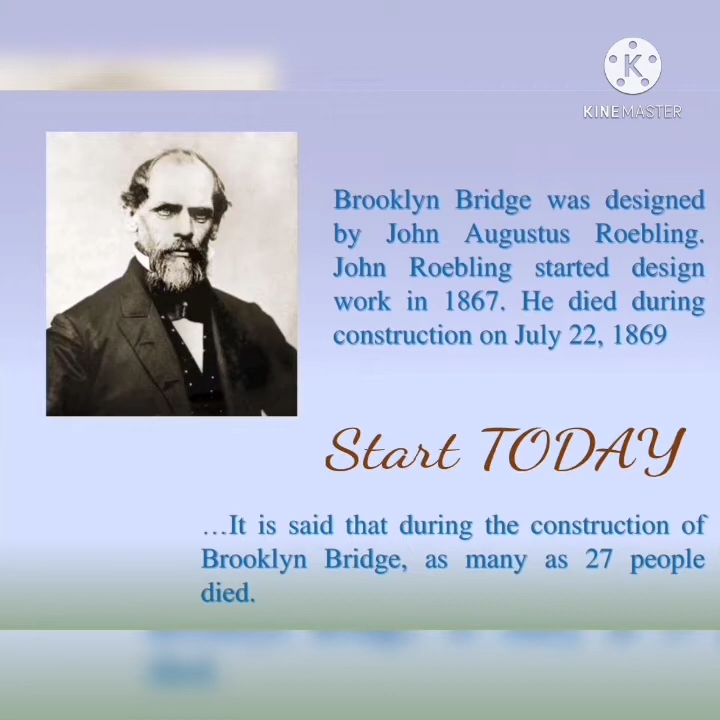 KINEMASTER
Brooklyn Bridge was designed
by John Augustus Roebling.
John Roebling started design
work in 1867. He died during
construction on July 22, 1869
Start TODAY
...It is said that during the construction of
Brooklyn Bridge, as many as 27 people
died.